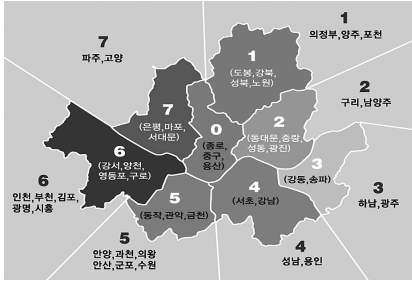 7
파주,고양
1
의정부,양주,포천
1
(도봉,강북,
성북,노원)
2
구리,남양주
7
(은평,마포,
서대문)
0
(종로,
중구,
용산)
2
(동대문,중랑,
성동,광진)
6
(강서,양천,
영등포,구로)
3
(강동,송파)
6
인천,부천,김포,
광명,시흥
5
(동작,관악,금천)
4
(서초,강남)
3
하남,광주
5
안양,과천,의왕
안산,군포,수원
4
성남,용인